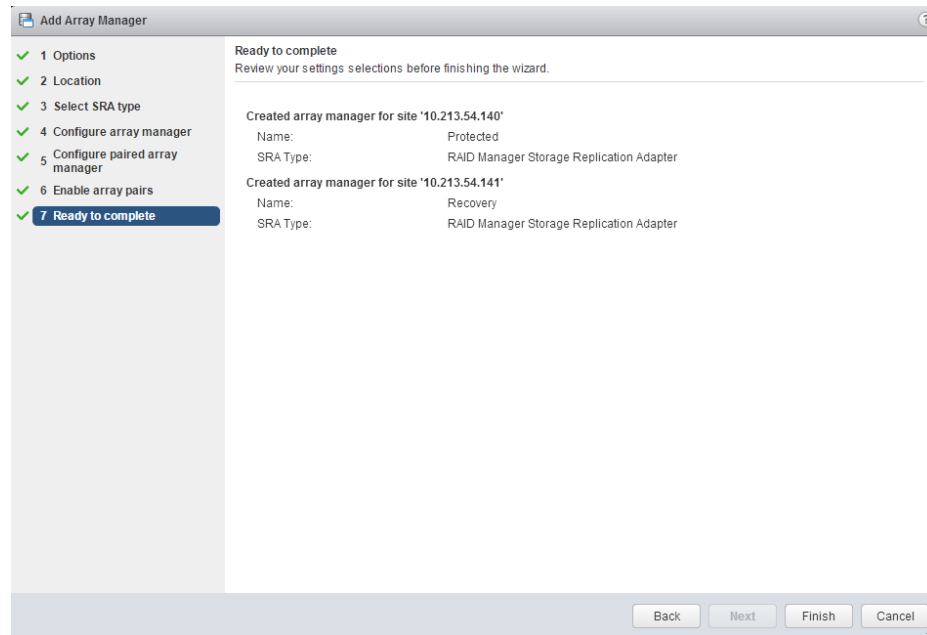 Add Array Manager
?
1 Options
2 Location
3 Select SRA type
4 Configure array manager
5 Configure paired array
manager
6 Enable array pairs
7 Ready to complete
Ready to complete
Review your settings selections before finishing the wizard.
Created array manager for site '10.213.54.140'
Name: Protected
SRA Type: RAID Manager Storage Replication Adapter
Created array manager for site '10.213.54.141'
Name: Recovery
SRA Type: RAID Manager Storage Replication Adapter
Back Next Finish Cancel